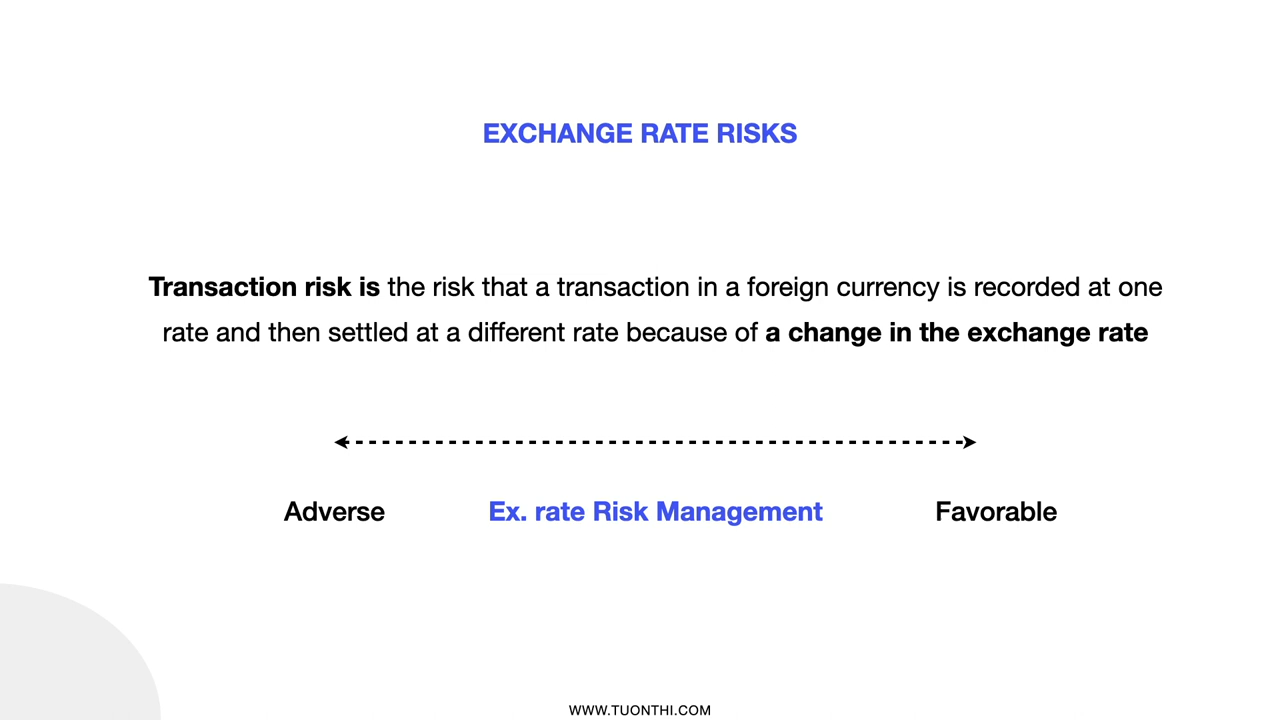 EXCHANGE RATE RISKS
Transaction risk is the risk that a transaction in a foreign currency is recorded at one
rate and then settled at a different rate because of a change in the exchange rate
Adverse Ex. rate Risk Management Favorable
WWW.TUONTHI.COM